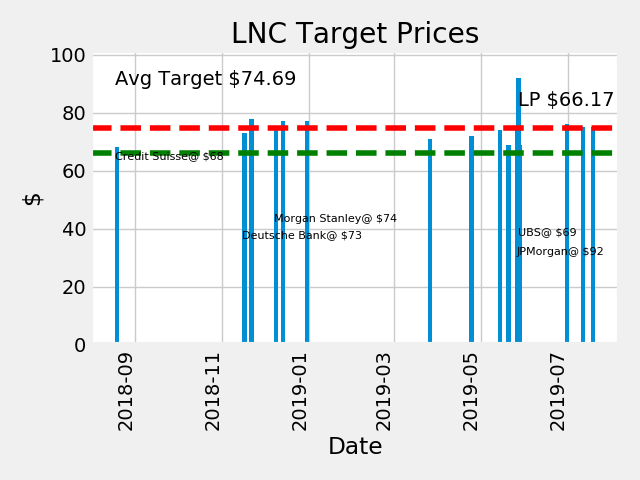 LNC Target Prices
100
Avg Target $74.69
LP $66.17
80
Credit Suisse@ $68
60
Morgan Stanley@ $74
UBS@ $69
Deutsche Bank@ $73
40
JPMorgan@ $92
20
0
$
2018-09
2018-11
2019-01
2019-03
2019-05
2019-07
Date